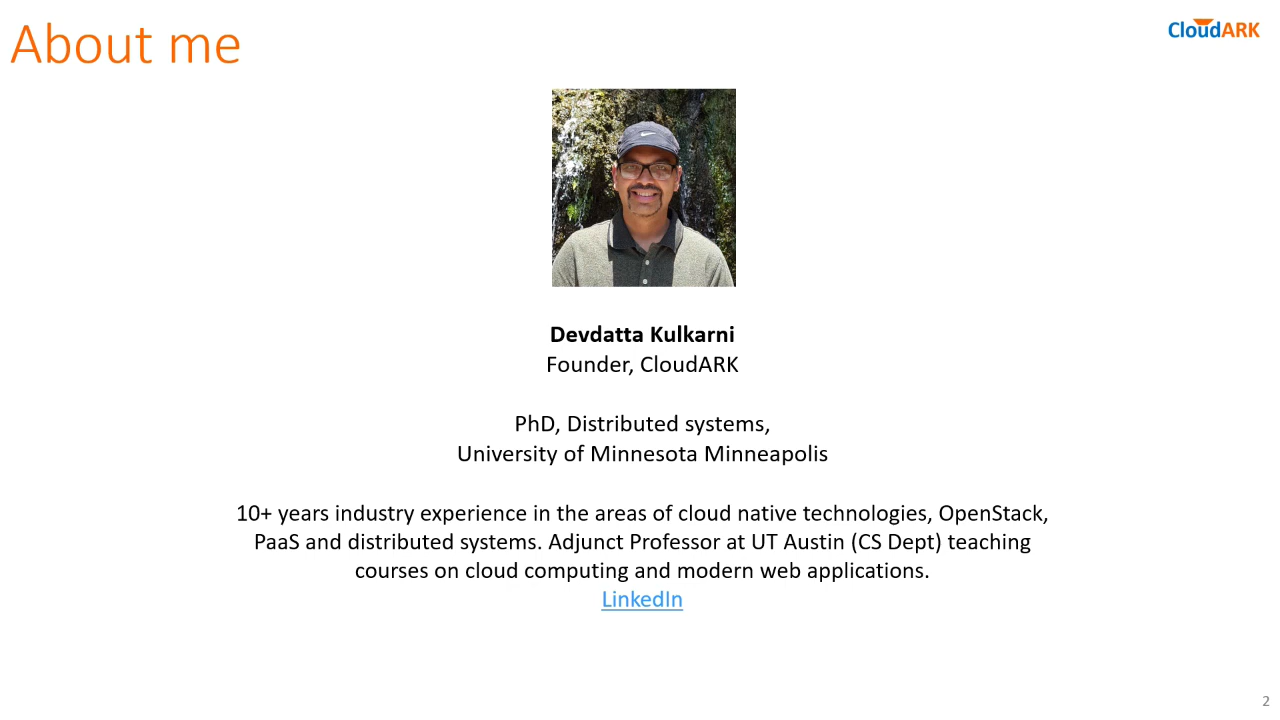 About me
CloudARK
Devdatta Kulkarni
Founder, CloudARK
PhD, Distributed systems,
University of Minnesota Minneapolis
10+ years industry experience in the areas of cloud native technologies, OpenStack,
PaaS and distributed systems. Adjunct Professor at UT Austin (CS Dept) teaching
courses on cloud computing and modern web applications.
LinkedIn
2